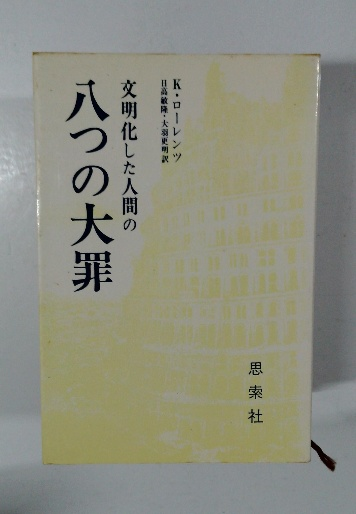 K・ローレンツ
日高敏隆・大羽更明訳
文明化した人間の
八つの大罪
思索社